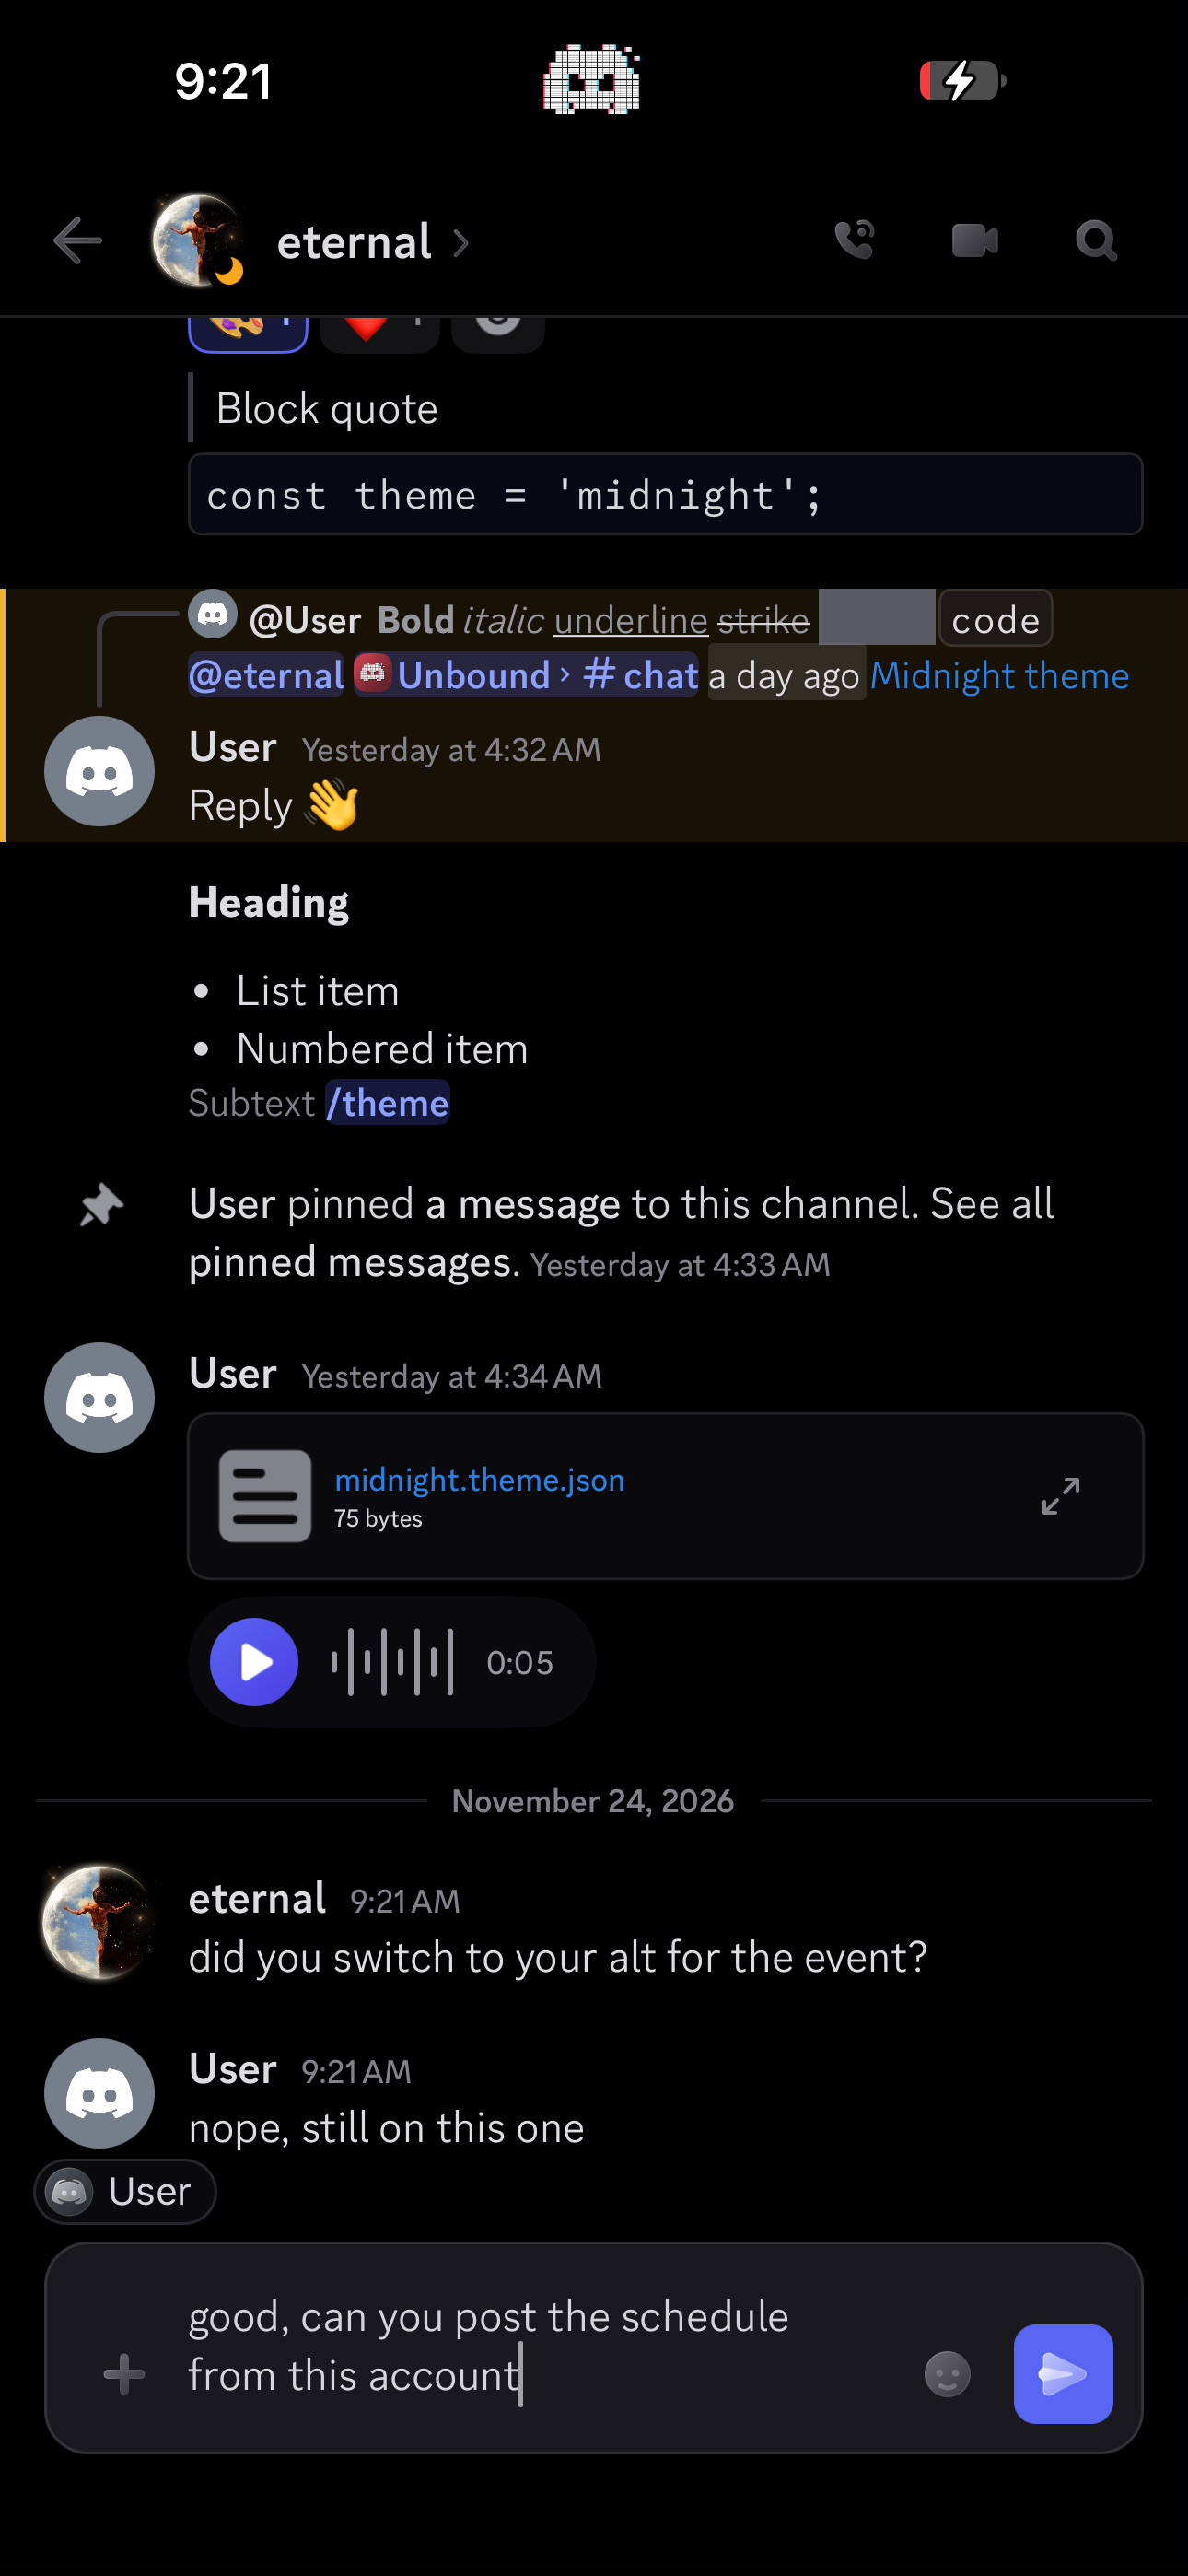 9:21
eternal
1 1
Block quote
const theme = 'midnight';
@User Bold italic underline strike code
@eternal Unbound › # chat a day ago Midnight theme
User Yesterday at 4:32 AM
Reply 👋
Heading
• List item
• Numbered item
Subtext /theme
User pinned a message to this channel. See all
pinned messages. Yesterday at 4:33 AM
User Yesterday at 4:34 AM
midnight.theme.json
75 bytes
0:05
November 24, 2026
eternal 9:21 AM
did you switch to your alt for the event?
User 9:21 AM
nope, still on this one
User
good, can you post the schedule
from this account